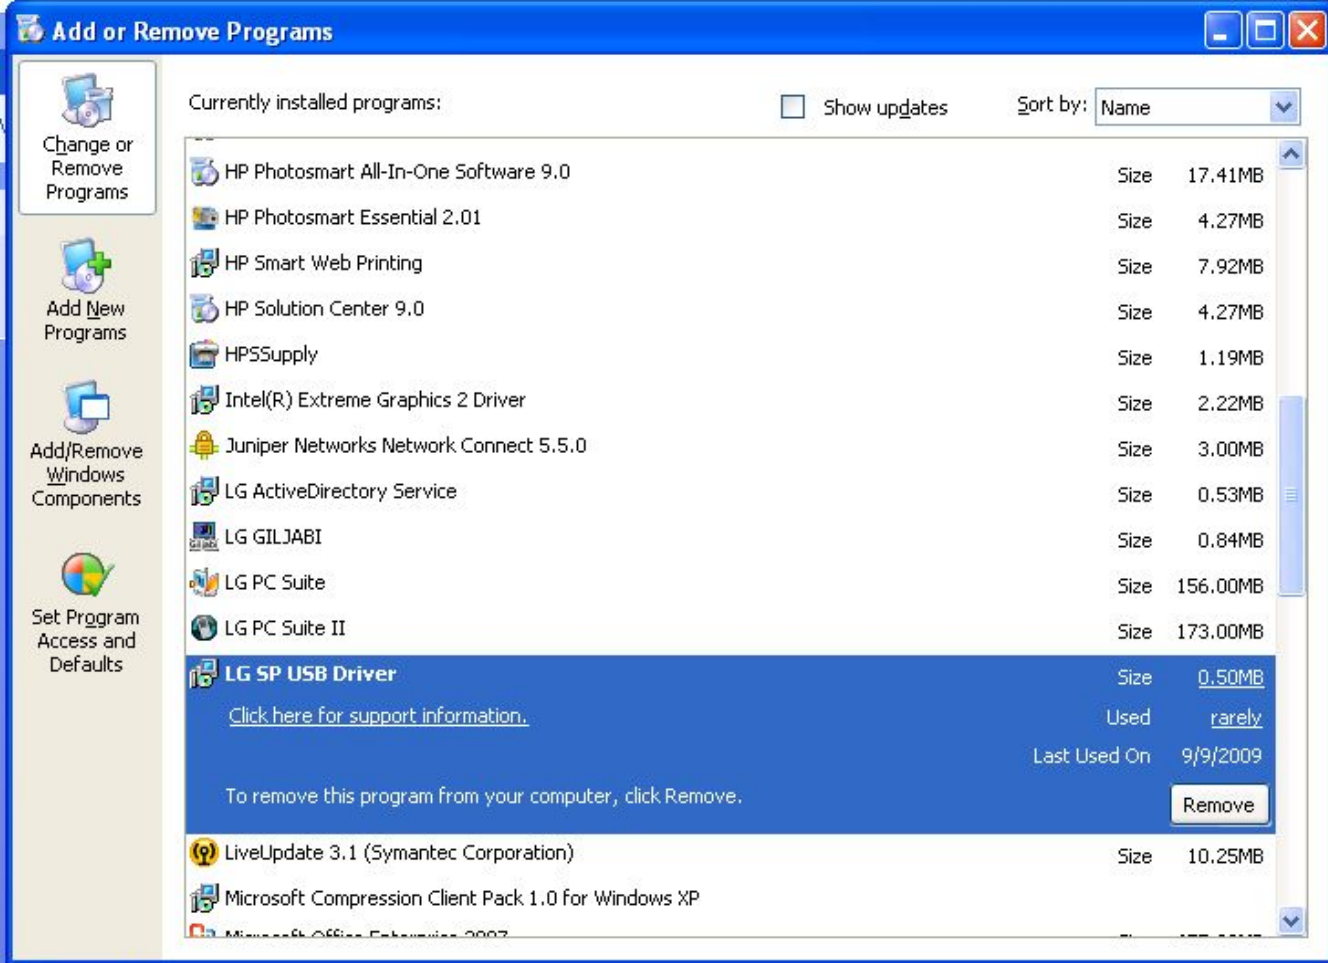 Add or Remove Programs
Change or
Remove
Programs
Add New
Programs
Add/Remove
Windows
Components
Set Program
Access and
Defaults
Currently installed programs:
Show updates
Sort by: Name
HP Photosmart All-In-One Software 9.0 Size 17.41MB
HP Photosmart Essential 2.01 Size 4.27MB
HP Smart Web Printing Size 7.92MB
HP Solution Center 9.0 Size 4.27MB
HPSSupply Size 1.19MB
Intel(R) Extreme Graphics 2 Driver Size 2.22MB
Juniper Networks Network Connect 5.5.0 Size 3.00MB
LG ActiveDirectory Service Size 0.53MB
LG GILJABI Size 0.84MB
LG PC Suite Size 156.00MB
LG PC Suite II Size 173.00MB
LG SP USB Driver Size 0.50MB
Click here for support information. Used rarely
Last Used On 9/9/2009
To remove this program from your computer, click Remove. Remove
LiveUpdate 3.1 (Symantec Corporation) Size 10.25MB
Microsoft Compression Client Pack 1.0 for Windows XP
Microsoft Office Enterprise 2007